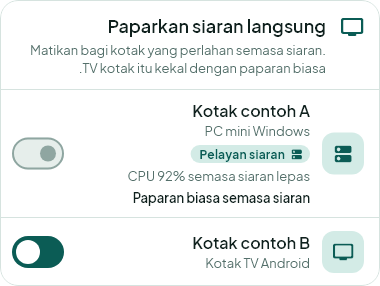 Paparkan siaran langsung
Matikan bagi kotak yang perlahan semasa siaran.
TV kotak itu kekal dengan paparan biasa.
Kotak contoh A
PC mini Windows
Pelayan siaran
CPU 92% semasa siaran lepas
Paparan biasa semasa siaran
Kotak contoh B
Kotak TV Android